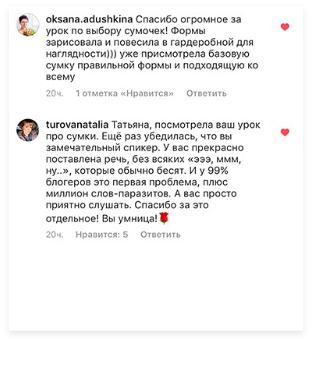 oksana.adushkina Спасибо огромное за
урок по выбору сумочек! Формы
зарисовала и повесила в гардеробной для
наглядности))) уже присмотрела базовую
сумку правильной формы и подходящую ко
всему
20ч. 1 отметка «Нравится» Ответить
turovanatalia Татьяна, посмотрела ваш урок
про сумки. Ещё раз убедилась, что вы
замечательный спикер. У вас прекрасно
поставлена речь, без всяких «эээ, ммм,
ну..», которые обычно бесят. И у 99%
блогеров это первая проблема, плюс
миллион слов-паразитов. А вас просто
приятно слушать. Спасибо за это
отдельное! Вы умница!🌹
20ч. Нравится: 5 Ответить